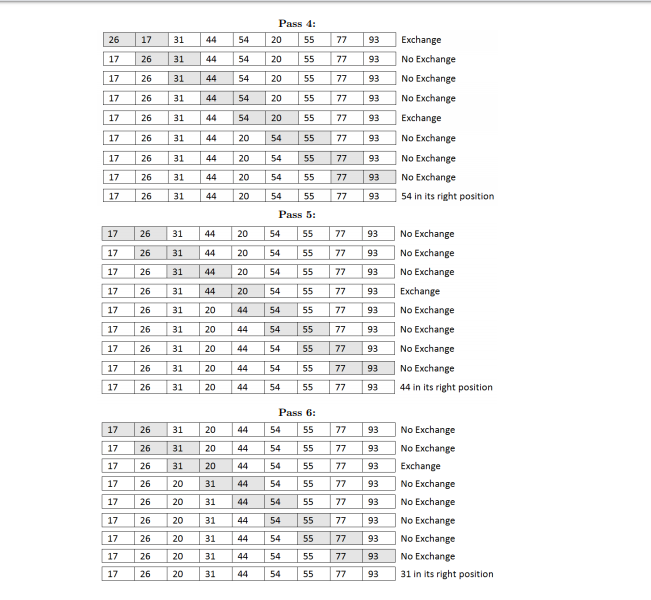 Pass 4:
26 17 31 44 54 20 55 77 93 Exchange
17 26 31 44 54 20 55 77 93 No Exchange
17 26 31 44 54 20 55 77 93 No Exchange
17 26 31 44 54 20 55 77 93 No Exchange
17 26 31 44 54 20 55 77 93 Exchange
17 26 31 44 20 54 55 77 93 No Exchange
17 26 31 44 20 54 55 77 93 No Exchange
17 26 31 44 20 54 55 77 93 No Exchange
17 26 31 44 20 54 55 77 93 54 in its right position
Pass 5:
17 26 31 44 20 54 55 77 93 No Exchange
17 26 31 44 20 54 55 77 93 No Exchange
17 26 31 44 20 54 55 77 93 No Exchange
17 26 31 44 20 54 55 77 93 Exchange
17 26 31 20 44 54 55 77 93 No Exchange
17 26 31 20 44 54 55 77 93 No Exchange
17 26 31 20 44 54 55 77 93 No Exchange
17 26 31 20 44 54 55 77 93 No Exchange
17 26 31 20 44 54 55 77 93 44 in its right position
Pass 6:
17 26 31 20 44 54 55 77 93 No Exchange
17 26 31 20 44 54 55 77 93 No Exchange
17 26 31 20 44 54 55 77 93 Exchange
17 26 20 31 44 54 55 77 93 No Exchange
17 26 20 31 44 54 55 77 93 No Exchange
17 26 20 31 44 54 55 77 93 No Exchange
17 26 20 31 44 54 55 77 93 No Exchange
17 26 20 31 44 54 55 77 93 No Exchange
17 26 20 31 44 54 55 77 93 31 in its right position